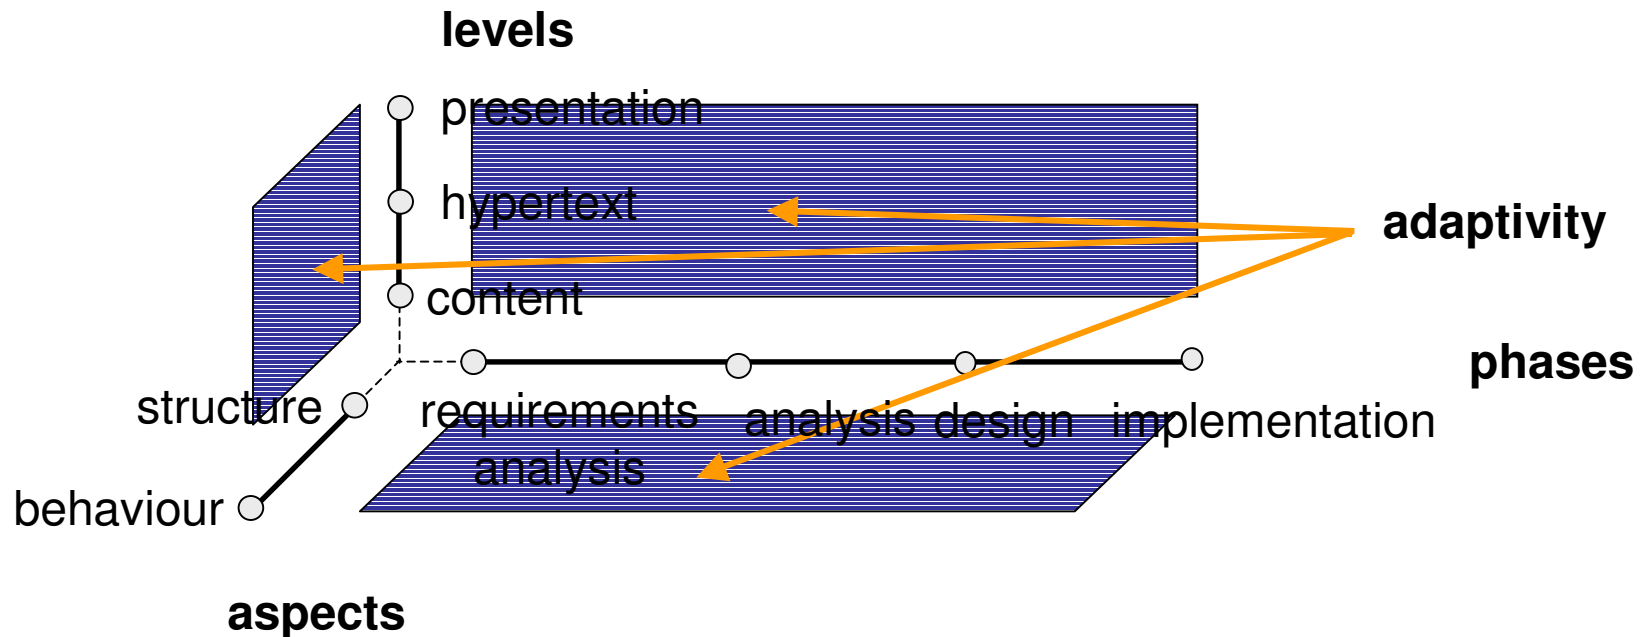 levels
presentation
hypertext
adaptivity
content
phases
structure
requirements
analysis
analysis
design
implementation
behaviour
aspects